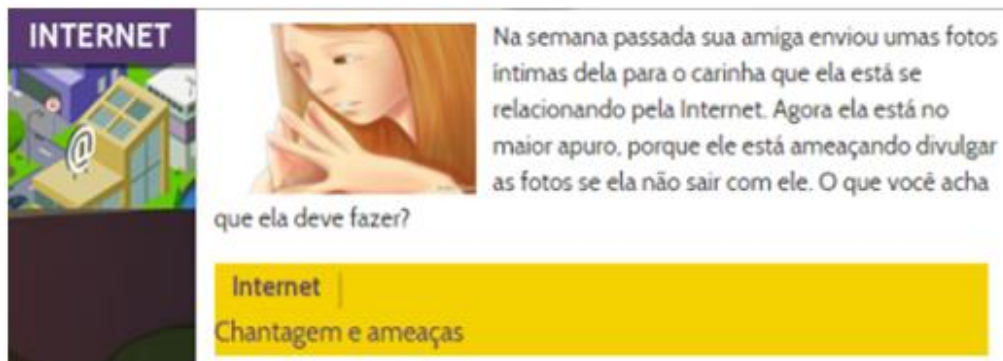 INTERNET
Na semana passada sua amiga enviou umas fotos
íntimas dela para o carinha que ela está se
relacionando pela Internet. Agora ela está no
maior apuro, porque ele está ameaçando divulgar
as fotos se ela não sair com ele. O que você acha
que ela deve fazer?
@
Internet
Chantagem e ameaças